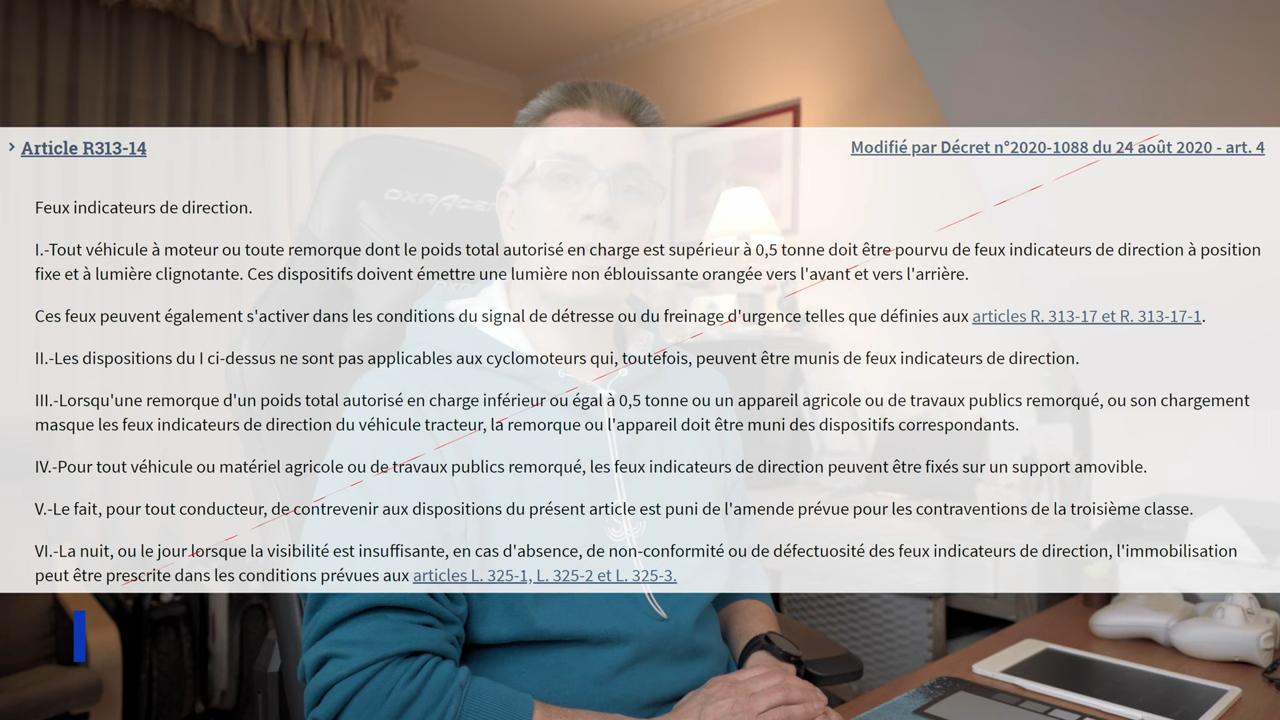 Article R313-14
Modifié par Décret n°2020-1088 du 24 août 2020 - art. 4
Feux indicateurs de direction.
I.-Tout véhicule à moteur ou toute remorque dont le poids total autorisé en charge est supérieur à 0,5 tonne doit être pourvu de feux indicateurs de direction à position
fixe et à lumière clignotante. Ces dispositifs doivent émettre une lumière non éblouissante orangée vers l'avant et vers l'arrière.
Ces feux peuvent également s'activer dans les conditions du signal de détresse ou du freinage d'urgence telles que définies aux articles R. 313-17 et R. 313-17-1.
II.-Les dispositions du I ci-dessus ne sont pas applicables aux cyclomoteurs qui, toutefois, peuvent être munis de feux indicateurs de direction.
III.-Lorsqu'une remorque d'un poids total autorisé en charge inférieur ou égal à 0,5 tonne ou un appareil agricole ou de travaux publics remorqué, ou son chargement
masque les feux indicateurs de direction du véhicule tracteur, la remorque ou l'appareil doit être muni des dispositifs correspondants.
IV.-Pour tout véhicule ou matériel agricole ou de travaux publics remorqué, les feux indicateurs de direction peuvent être fixés sur un support amovible.
V.-Le fait, pour tout conducteur, de contrevenir aux dispositions du présent article est puni de l'amende prévue pour les contraventions de la troisième classe.
VI.-La nuit, ou le jour lorsque la visibilité est insuffisante, en cas d'absence, de non-conformité ou de défectuosité des feux indicateurs de direction, l'immobilisation
peut être prescrite dans les conditions prévues aux articles L. 325-1, L. 325-2 et L. 325-3.
DXRACER